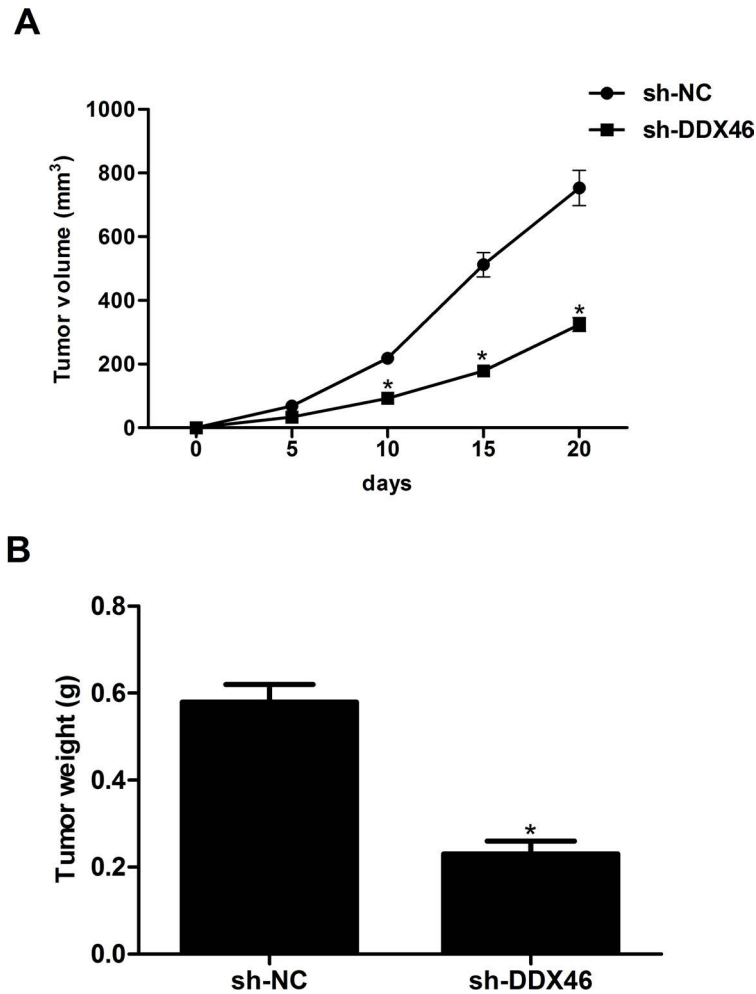 A
sh-NC
sh-DDX46
Tumor volume (mm³)
1000
800
600
400
200
0
*
*
*
0 5 10 15 20
days
B
Tumor weight (g)
0.8
0.6
0.4
0.2
0.0
*
sh-NC sh-DDX46